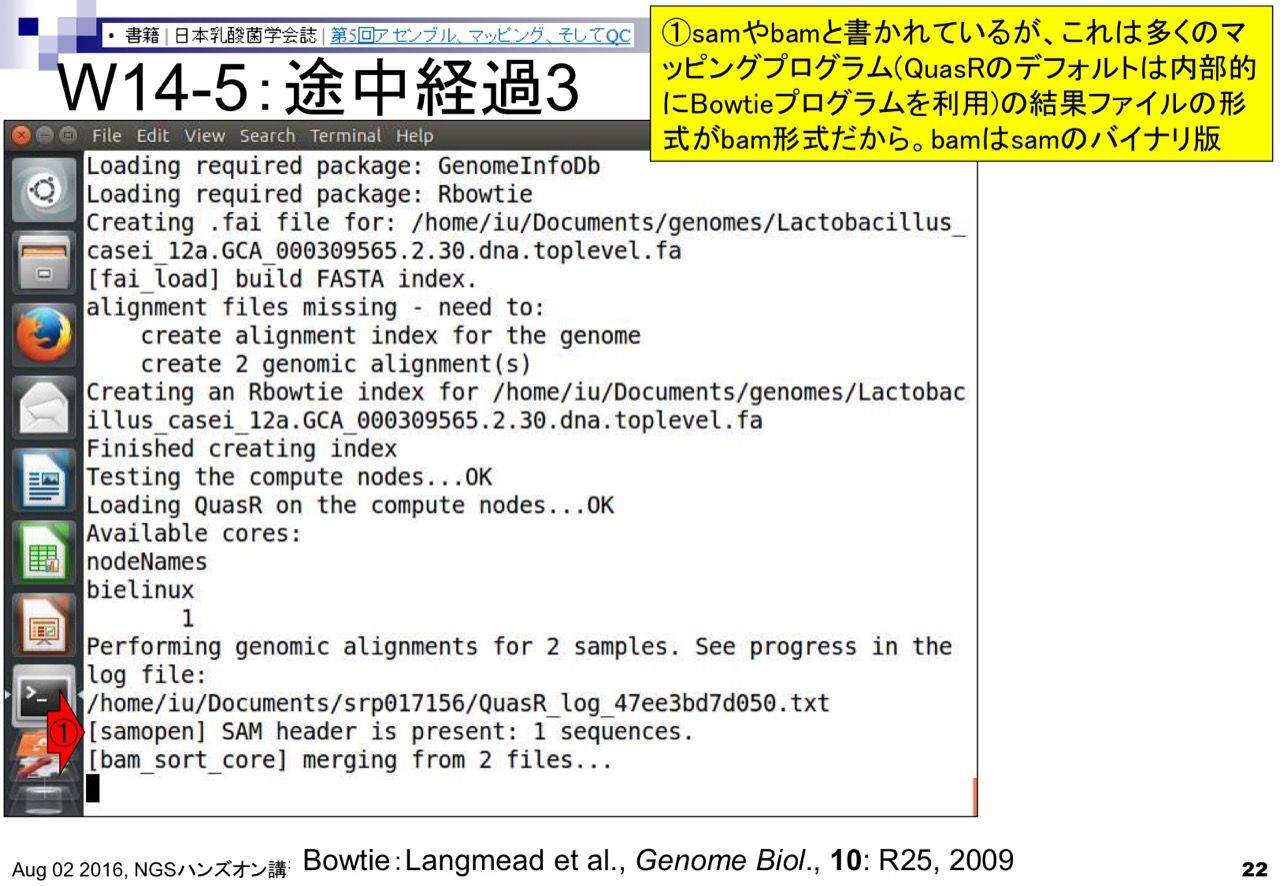 • 書籍 | 日本乳酸菌学会誌 | 第5回アセンブル、マッピング、そしてQC
W14-5：途中経過3
①samやbamと書かれているが、これは多くのマ
ッピングプログラム(QuasRのデフォルトは内部的
にBowtieプログラムを利用)の結果ファイルの形
式がbam形式だから。bamはsamのバイナリ版
File Edit View Search Terminal Help
Loading required package: GenomeInfoDb
Loading required package: Rbowtie
Creating .fai file for: /home/iu/Documents/genomes/Lactobacillus_
casei_12a.GCA_000309565.2.30.dna.toplevel.fa
[fai_load] build FASTA index.
alignment files missing - need to:
    create alignment index for the genome
    create 2 genomic alignment(s)
Creating an Rbowtie index for /home/iu/Documents/genomes/Lactobac
illus_casei_12a.GCA_000309565.2.30.dna.toplevel.fa
Finished creating index
Testing the compute nodes...OK
Loading QuasR on the compute nodes...OK
Available cores:
nodeNames
bielinux
       1
Performing genomic alignments for 2 samples. See progress in the
log file:
/home/iu/Documents/srp017156/QuasR_log_47ee3bd7d050.txt
①
[samopen] SAM header is present: 1 sequences.
[bam_sort_core] merging from 2 files...
Aug 02 2016, NGSハンズオン講
Bowtie：Langmead et al., Genome Biol., 10: R25, 2009
22